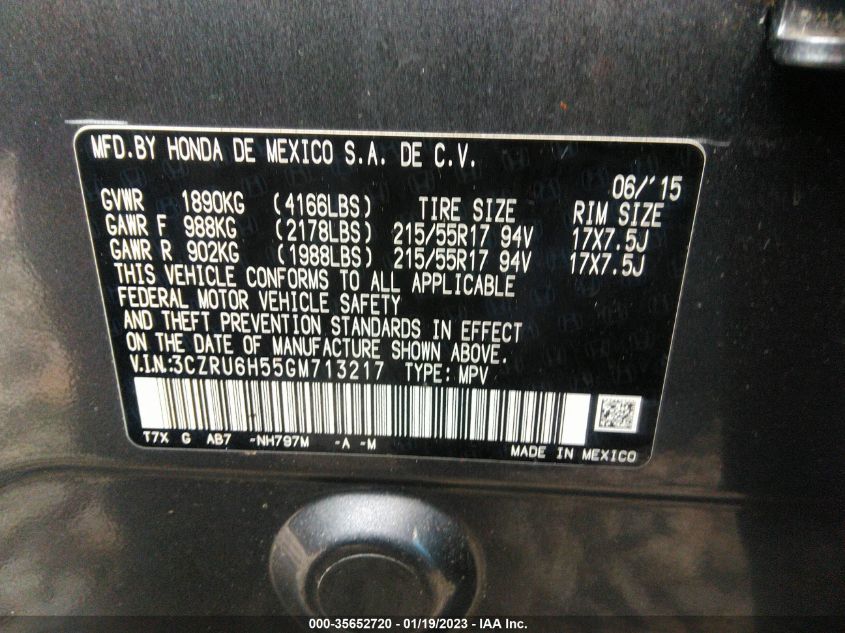 MFD.BY HONDA DE MEXICO S.A. DE C.V.
06/'15
GVWR 1890KG (4166LBS) TIRE SIZE RIM SIZE
GAWR F 988KG (2178LBS) 215/55R17 94V 17X7.5J
GAWR R 902KG (1988LBS) 215/55R17 94V 17X7.5J
THIS VEHICLE CONFORMS TO ALL APPLICABLE
FEDERAL MOTOR VEHICLE SAFETY
AND THEFT PREVENTION STANDARDS IN EFFECT
ON THE DATE OF MANUFACTURE SHOWN ABOVE.
V.I.N.:3CZRU6H55GM713217 TYPE: MPV
T7X G AB7 -NH797M -A -M
MADE IN MEXICO
000-35652720 - 01/19/2023 - IAA Inc.